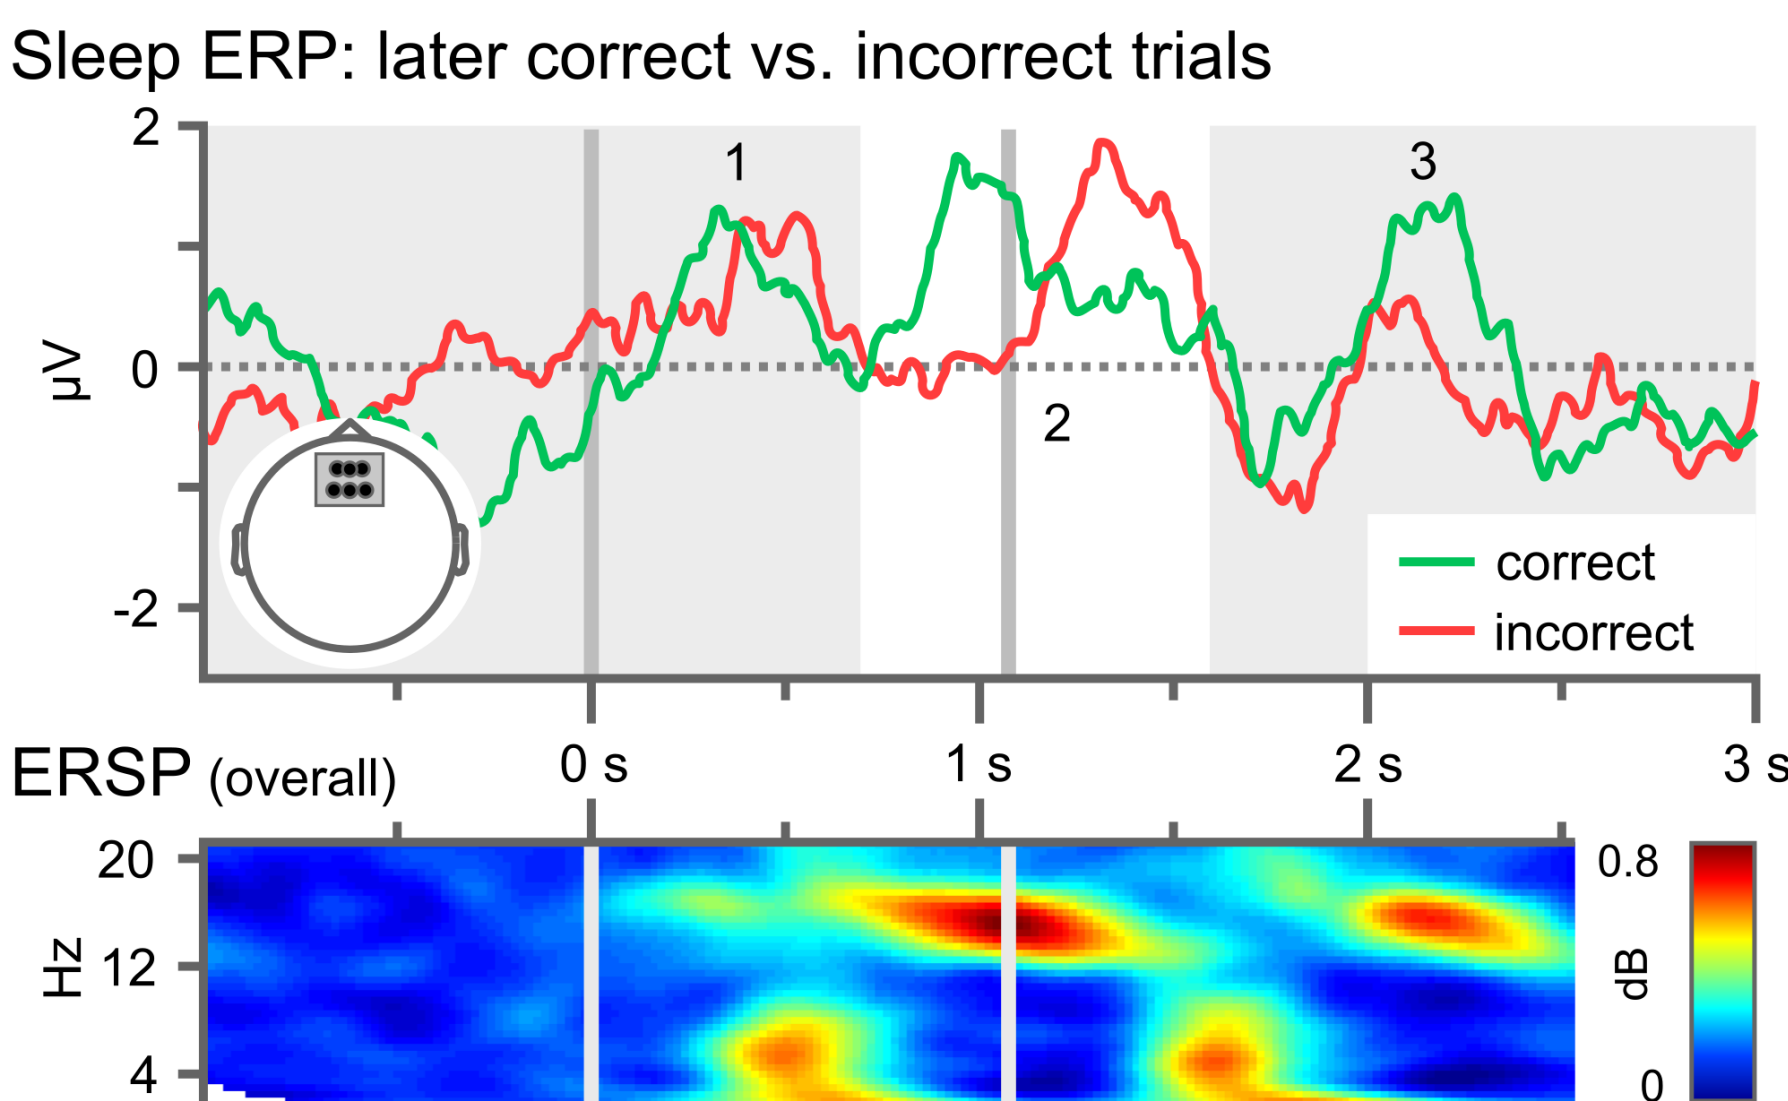 Sleep ERP: later correct vs. incorrect trials
2
1
3
μV
0
2
-2
correct
incorrect
ERSP (overall)
0 s
1 s
2 s
3 s
20
Hz
12
4
0.8
dB
0